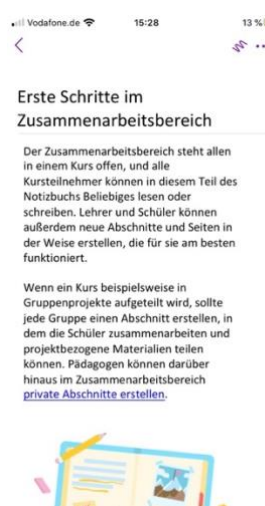 Vodafone.de 15:28 13 %
Erste Schritte im
Zusammenarbeitsbereich
Der Zusammenarbeitsbereich steht allen
in einem Kurs offen, und alle
Kursteilnehmer können in diesem Teil des
Notizbuchs Beliebiges lesen oder
schreiben. Lehrer und Schüler können
außerdem neue Abschnitte und Seiten in
der Weise erstellen, die für sie am besten
funktioniert.
Wenn ein Kurs beispielsweise in
Gruppenprojekte aufgeteilt wird, sollte
jede Gruppe einen Abschnitt erstellen, in
dem die Schüler zusammenarbeiten und
projektbezogene Materialien teilen
können. Pädagogen können darüber
hinaus im Zusammenarbeitsbereich
private Abschnitte erstellen.